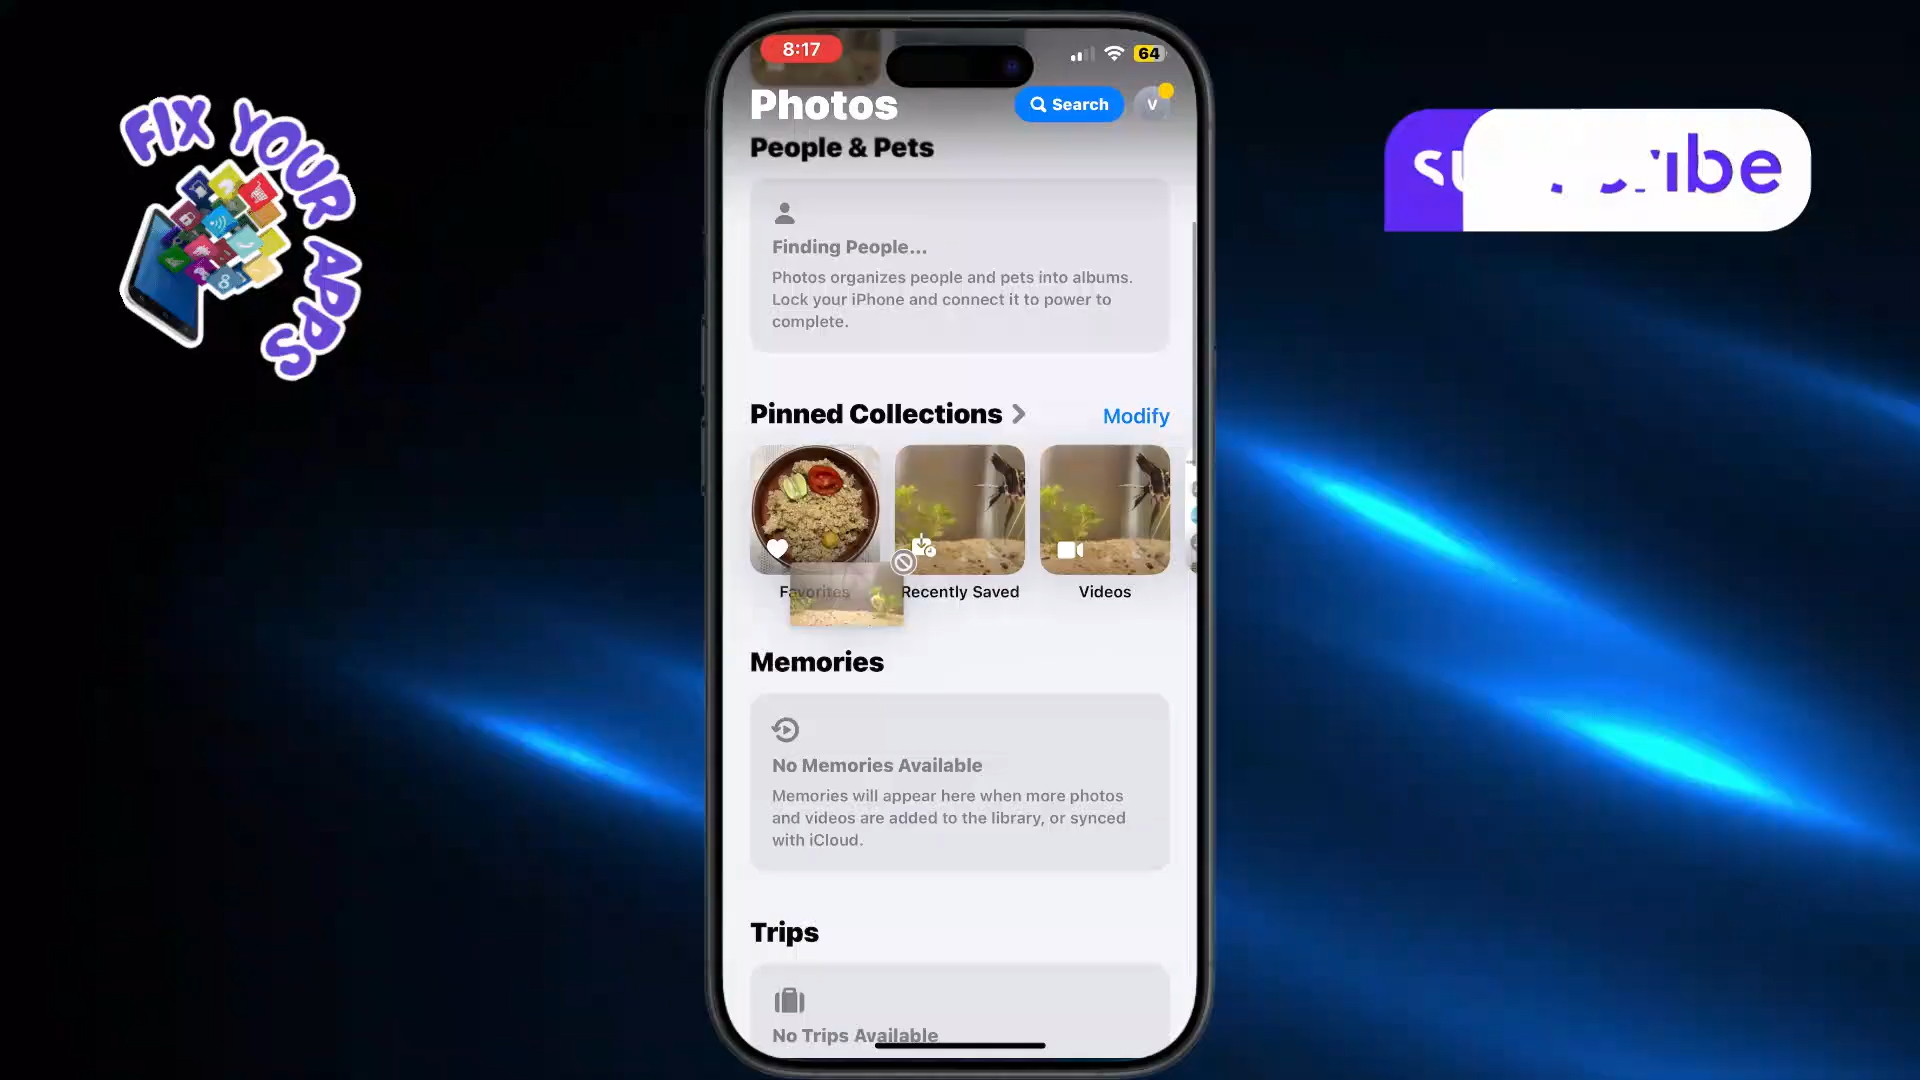 FIX YOUR APPS
8:17
64
Photos
Search
V
People & Pets
Finding People...
Photos organizes people and pets into albums.
Lock your iPhone and connect it to power to
complete.
Pinned Collections
Modify
Favorites
Recently Saved
Videos
Memories
No Memories Available
Memories will appear here when more photos
and videos are added to the library, or synced
with iCloud.
Trips
No Trips Available